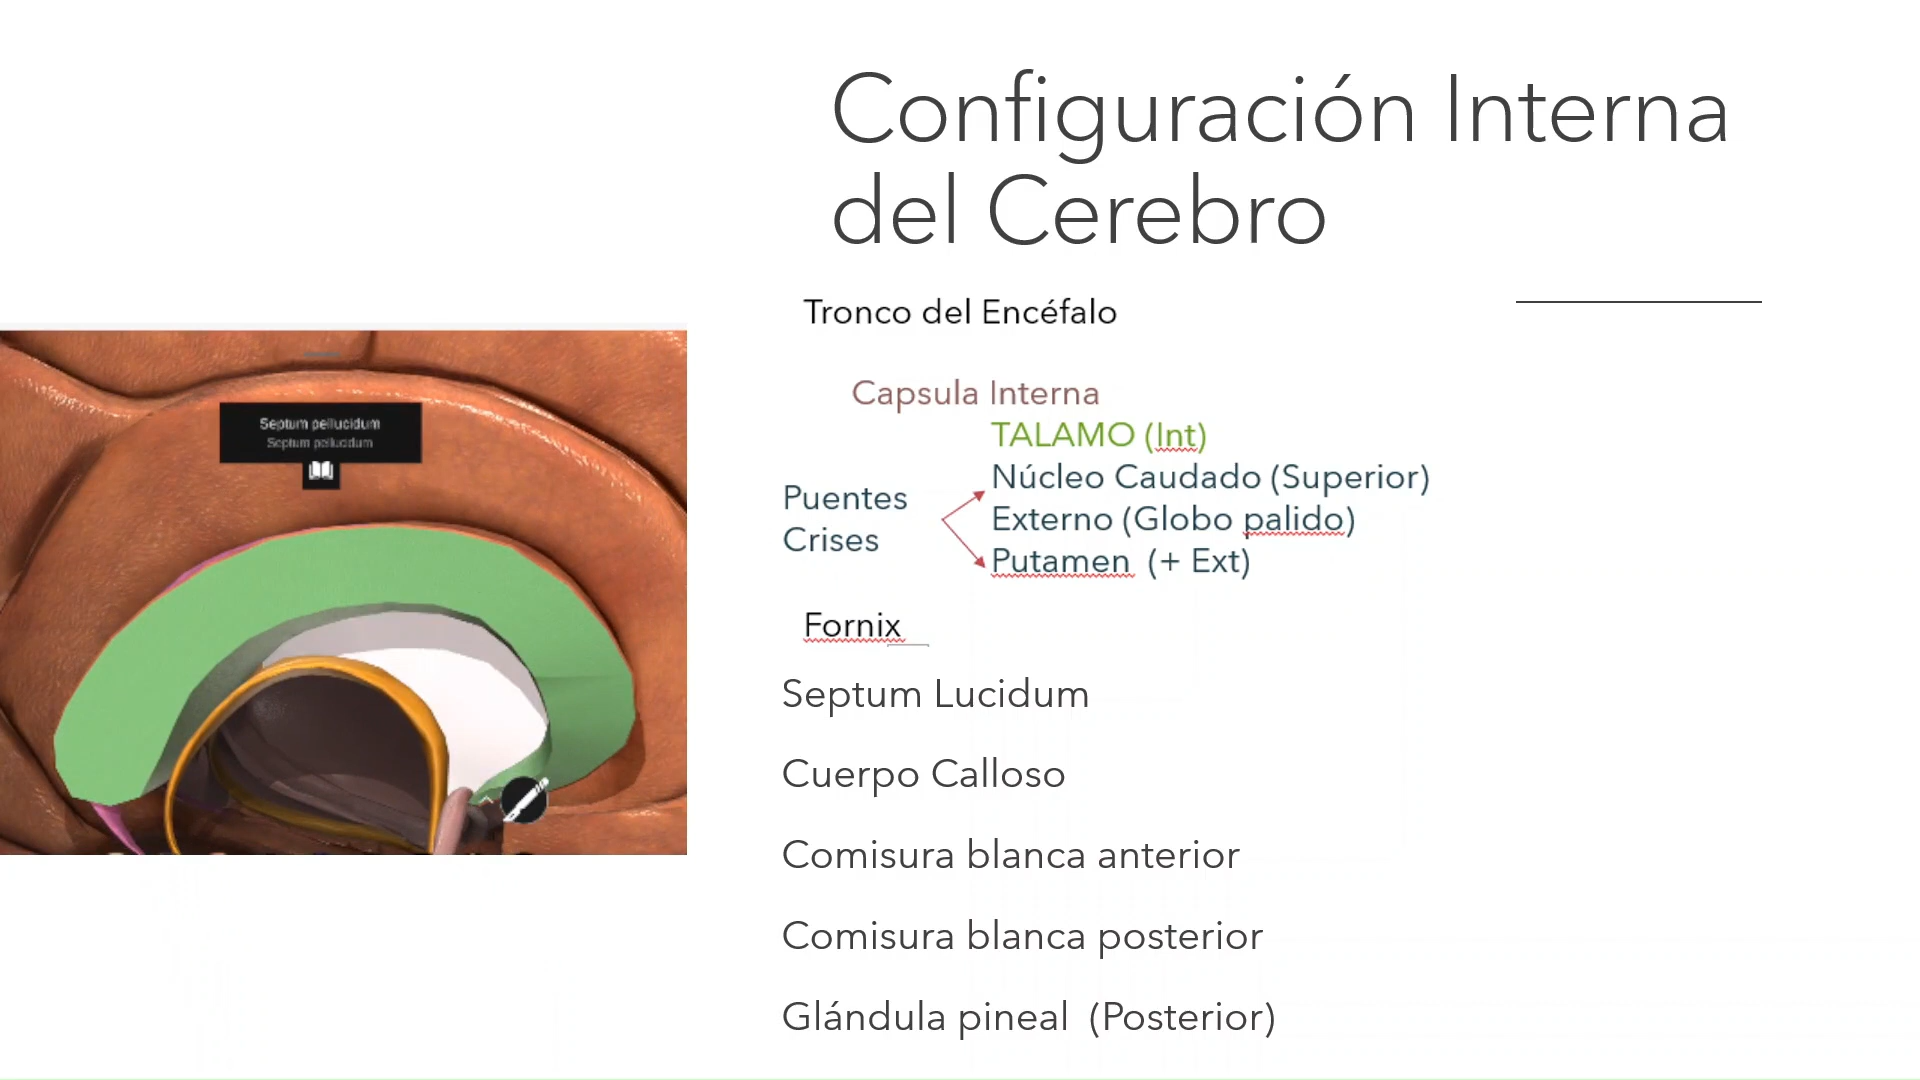 Configuración Interna
del Cerebro
Tronco del Encéfalo
Septum pellucidum
Septum pellucidum
Capsula Interna
TALAMO (Int)
Núcleo Caudado (Superior)
Puentes
Crises
Externo (Globo palido)
Putamen (+ Ext)
Fornix
Septum Lucidum
Cuerpo Calloso
Comisura blanca anterior
Comisura blanca posterior
Glándula pineal (Posterior)